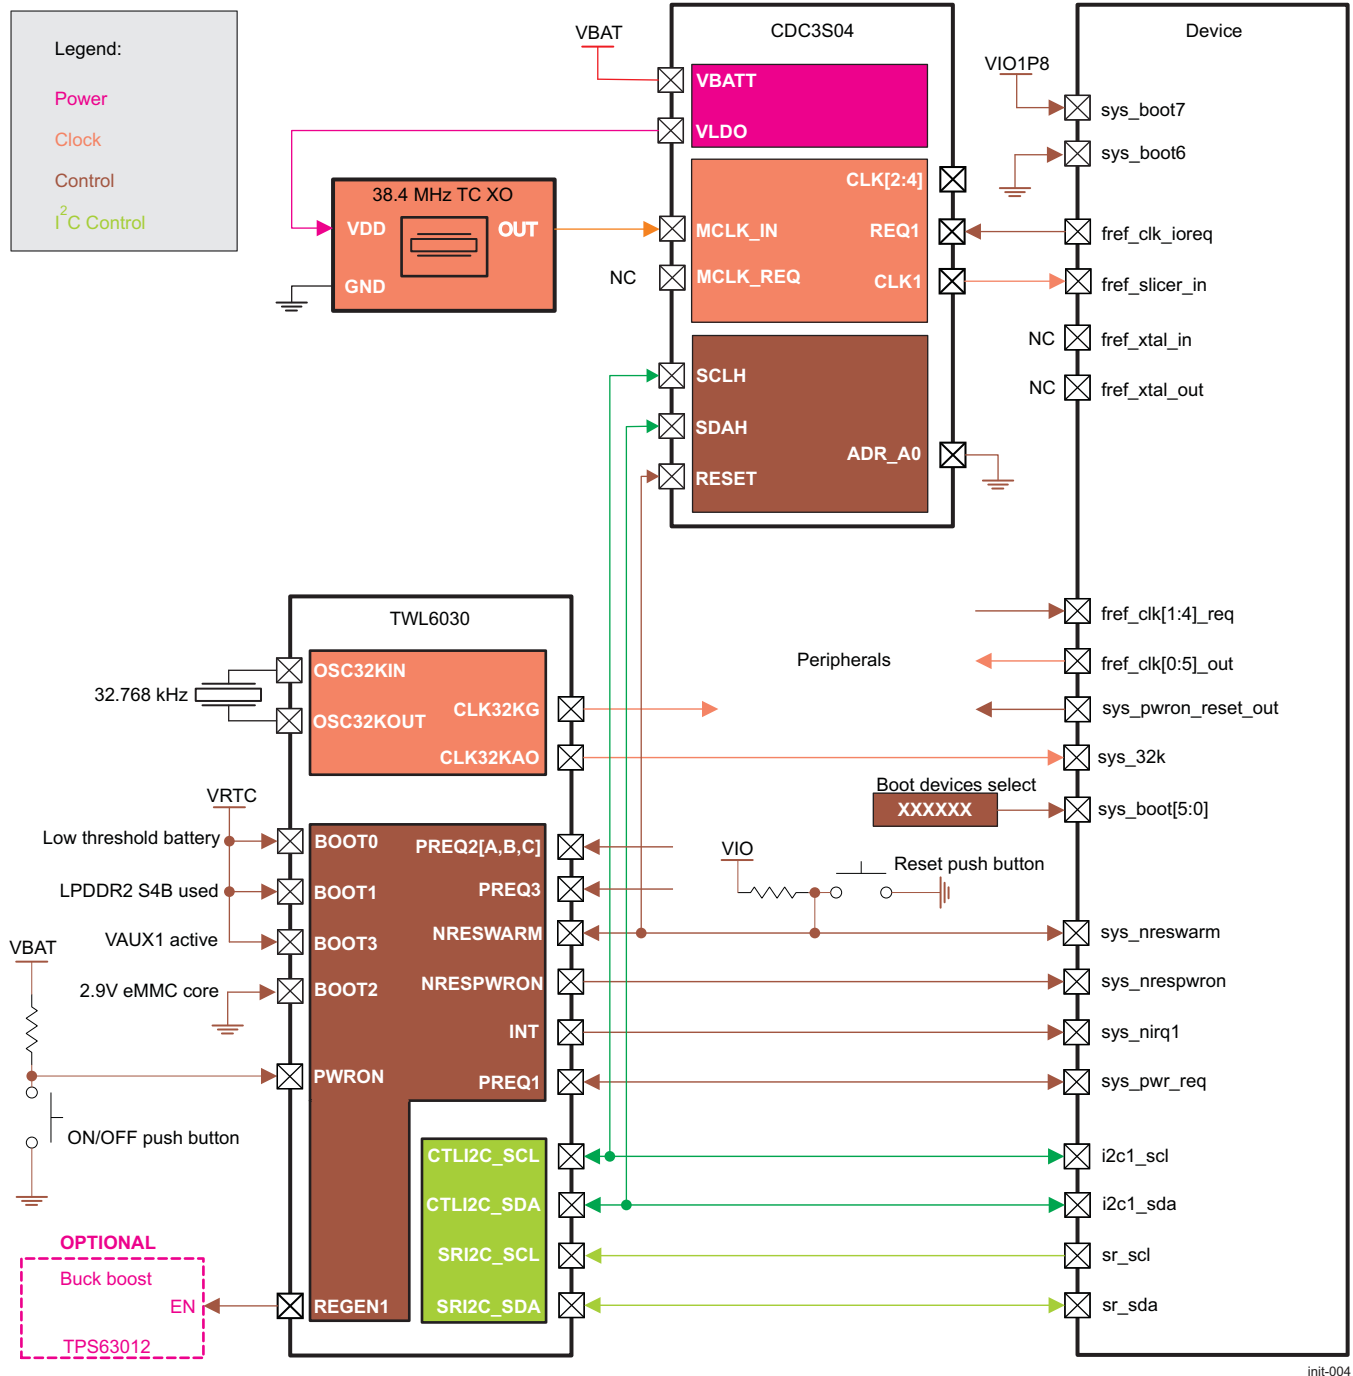 Legend:
Power
Clock
Control
I2C Control
VBAT
CDC3S04
VBATT
VLDO
38.4 MHz TC XO
VDD
OUT
GND
CLK[2:4]
MCLK_IN
REQ1
NC
MCLK_REQ
CLK1
SCLH
SDAH
ADR_A0
RESET
Device
VIO1P8
sys_boot7
sys_boot6
fref_clk_ioreq
fref_slicer_in
NC
fref_xtal_in
NC
fref_xtal_out
fref_clk[1:4]_req
Peripherals
fref_clk[0:5]_out
sys_pwron_reset_out
sys_32k
Boot devices select
XXXXXX
sys_boot[5:0]
VIO
Reset push button
sys_nreswarm
sys_nrespwron
sys_nirq1
sys_pwr_req
i2c1_scl
i2c1_sda
sr_scl
sr_sda
TWL6030
32.768 kHz
OSC32KIN
OSC32KOUT
CLK32KG
CLK32KAO
VRTC
Low threshold battery
BOOT0
PREQ2[A,B,C]
LPDDR2 S4B used
BOOT1
PREQ3
VAUX1 active
BOOT3
NRESWARM
VBAT
2.9V eMMC core
BOOT2
NRESPWRON
INT
PWRON
PREQ1
ON/OFF push button
CTLI2C_SCL
CTLI2C_SDA
SRI2C_SCL
SRI2C_SDA
OPTIONAL
Buck boost
EN
REGEN1
TPS63012
init-004